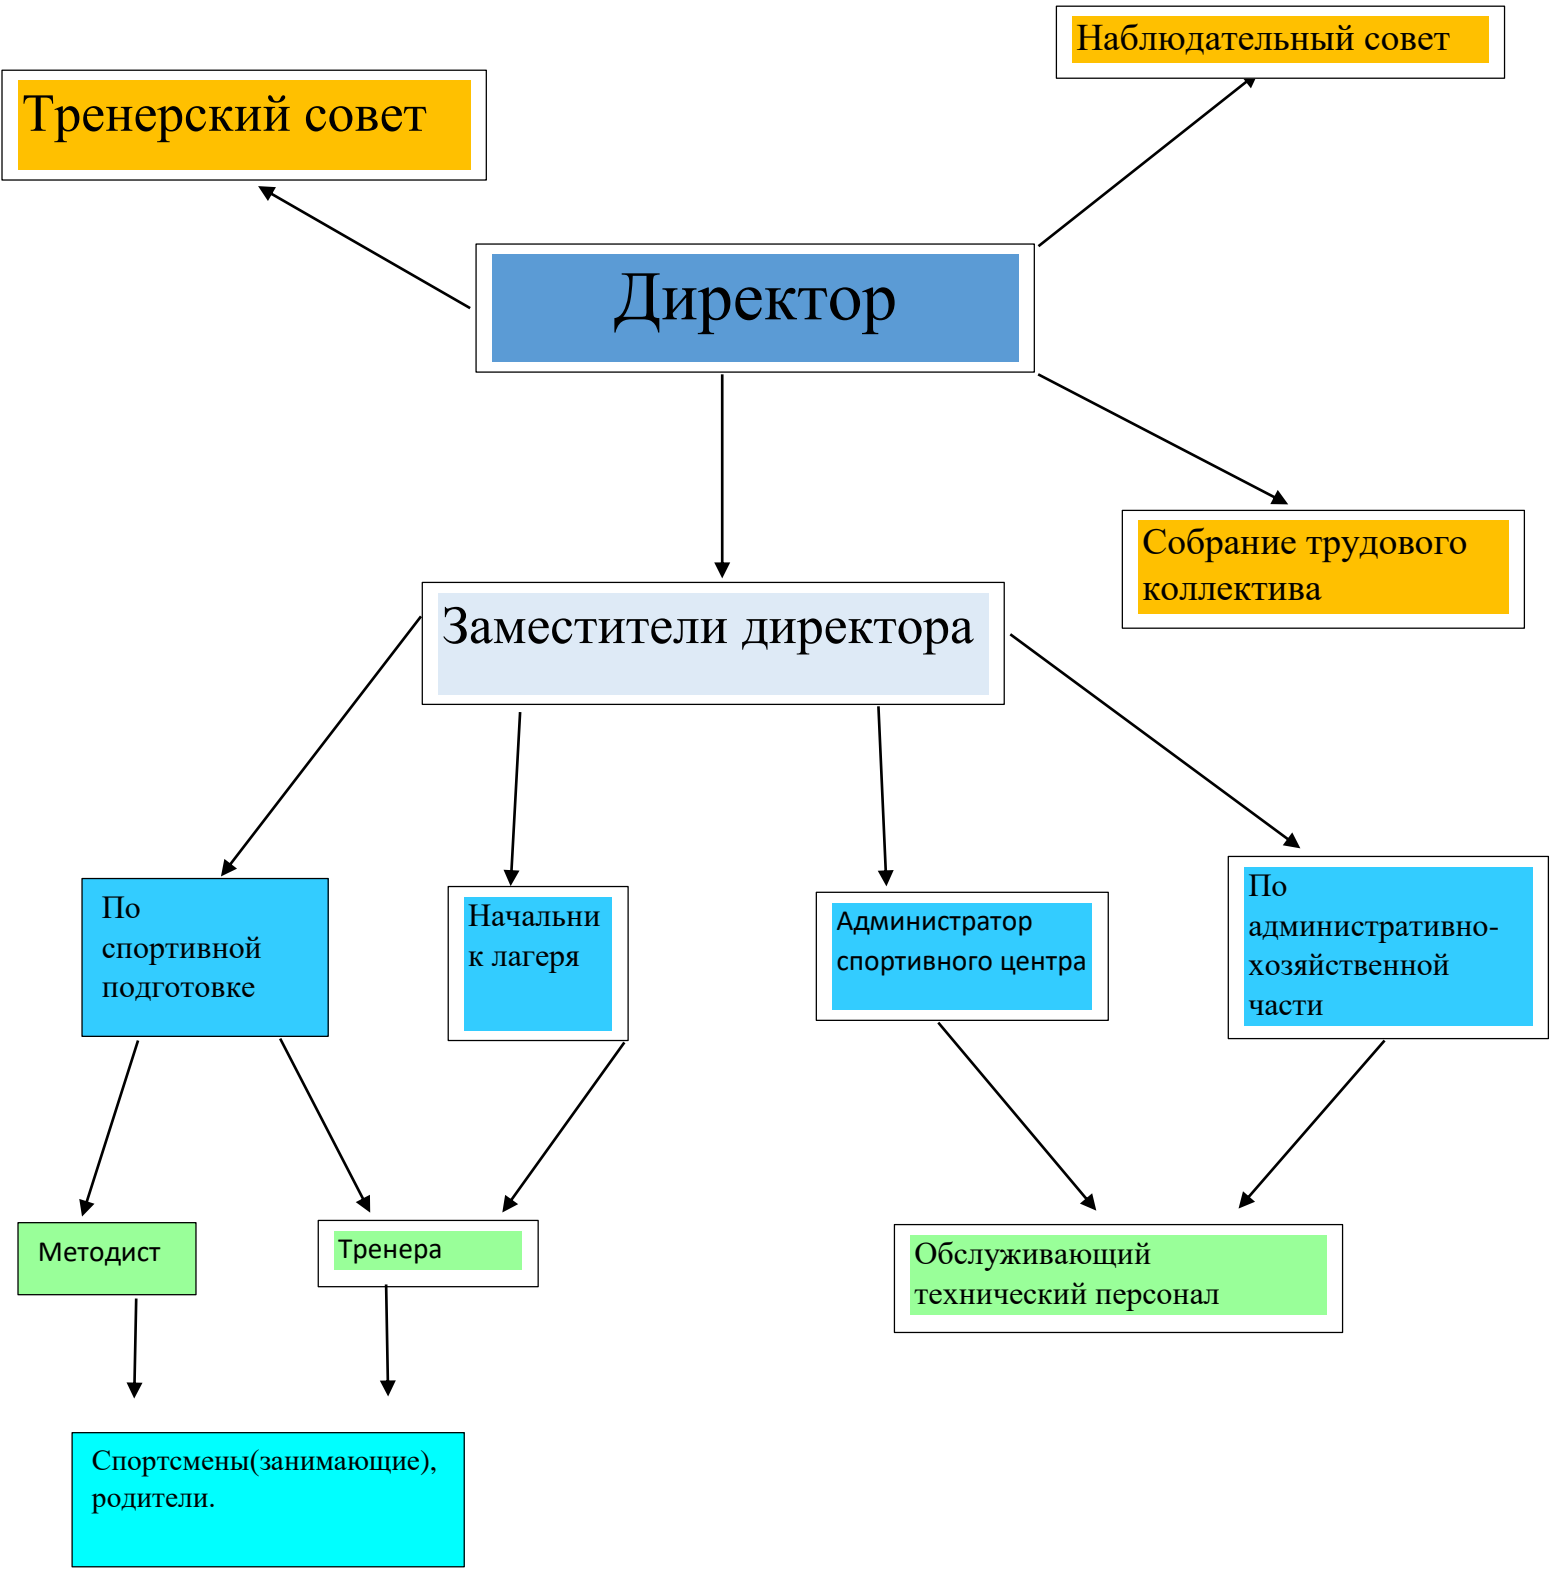 Наблюдательный совет
Тренерский совет
Директор
Собрание трудового
коллектива
Заместители директора
По
спортивной
подготовке
Начальни
к лагеря
Администратор
спортивного центра
По
административно-
хозяйственной
части
Методист
Тренера
Обслуживающий
технический персонал
Спортсмены(занимающие),
родители.